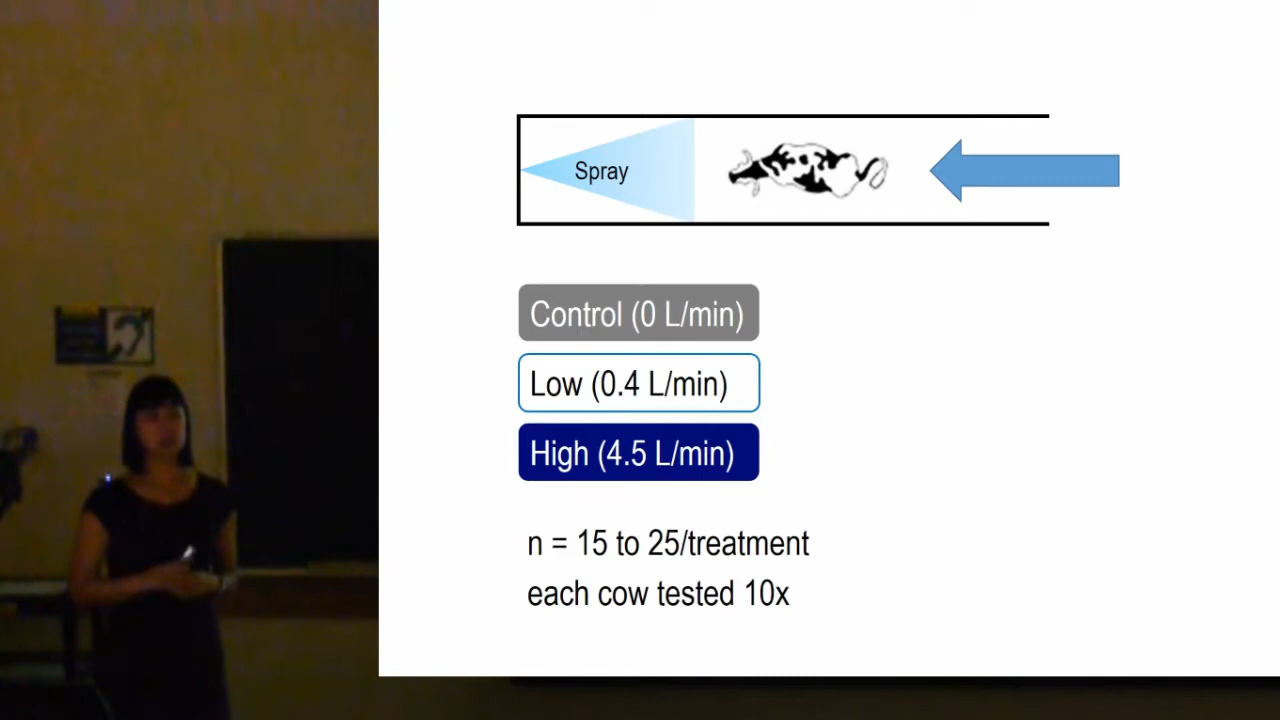 Spray
Control (0 L/min)
Low (0.4 L/min)
High (4.5 L/min)
n = 15 to 25/treatment
each cow tested 10x